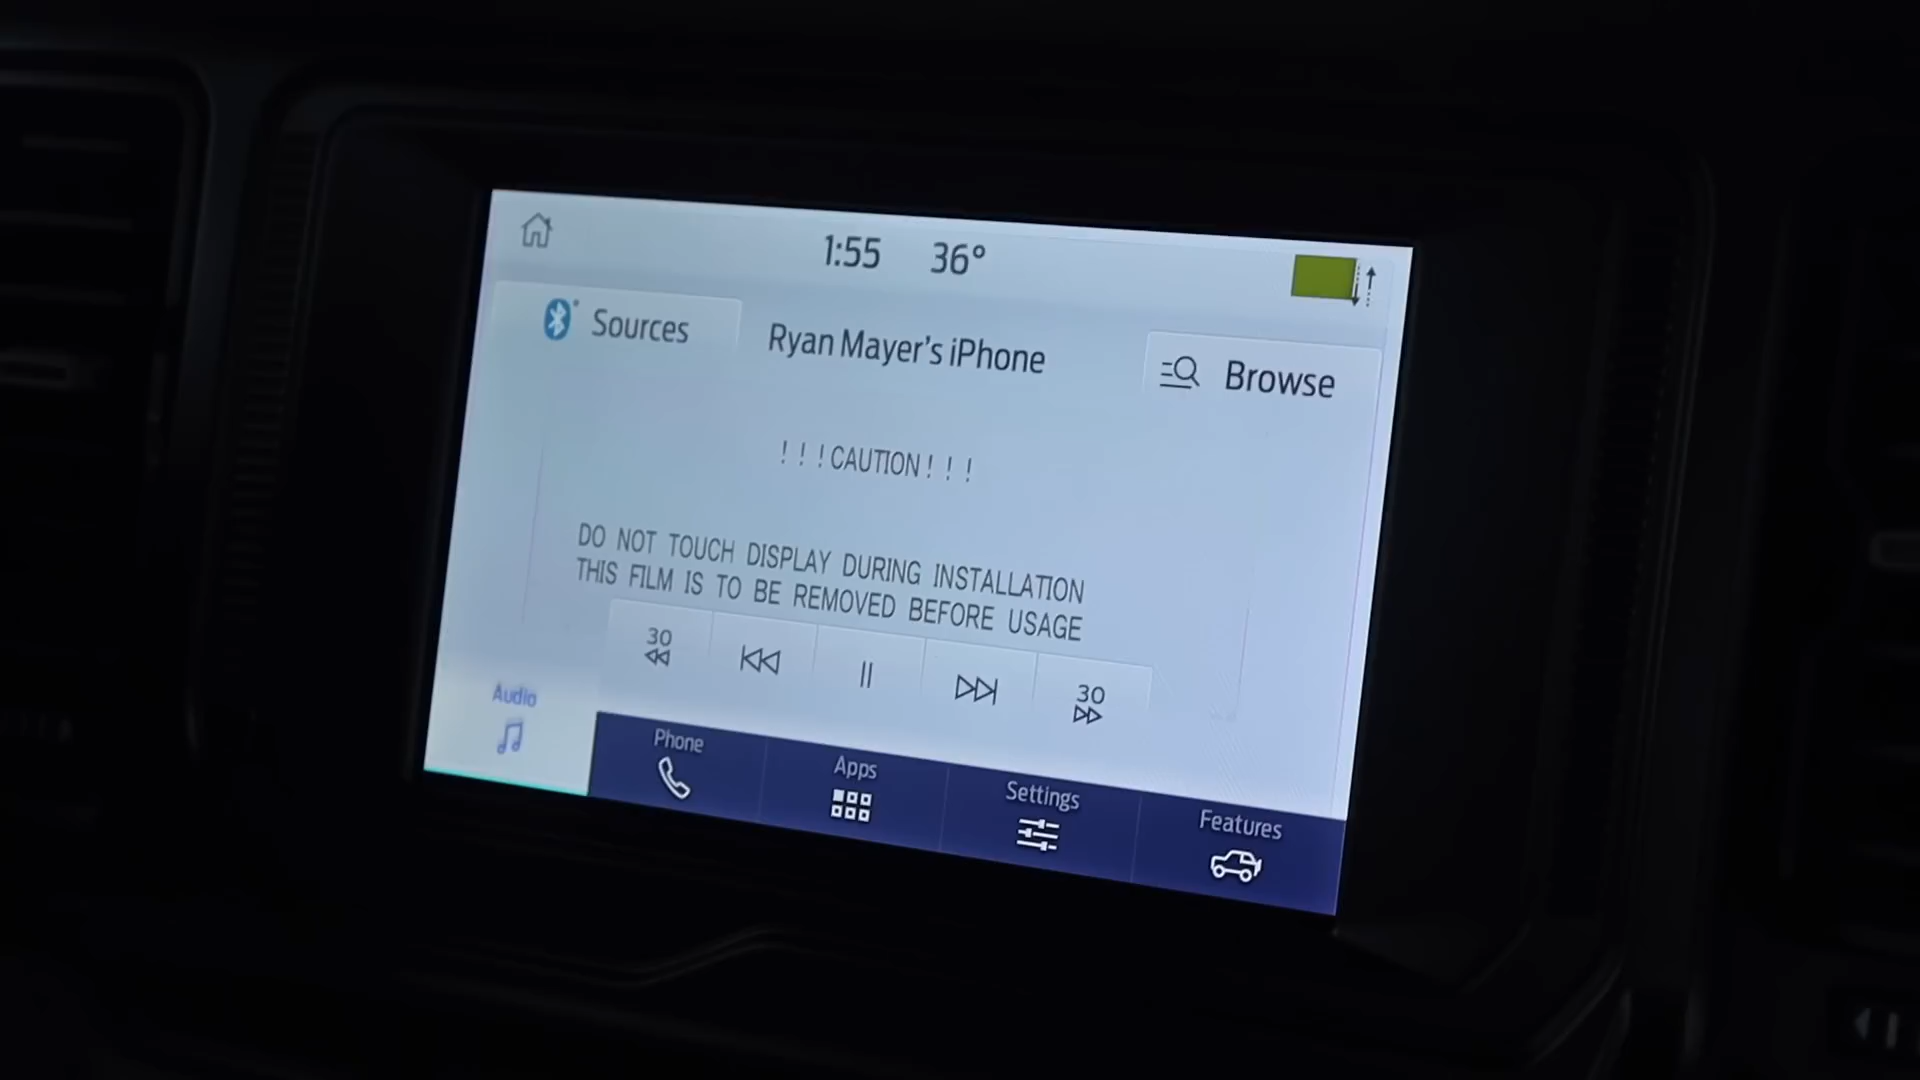 1:55 36°
Sources
Ryan Mayer's iPhone
Browse
!!!CAUTION!!!
DO NOT TOUCH DISPLAY DURING INSTALLATION
THIS FILM IS TO BE REMOVED BEFORE USAGE
30
30
Audio
Phone
Apps
Settings
Features